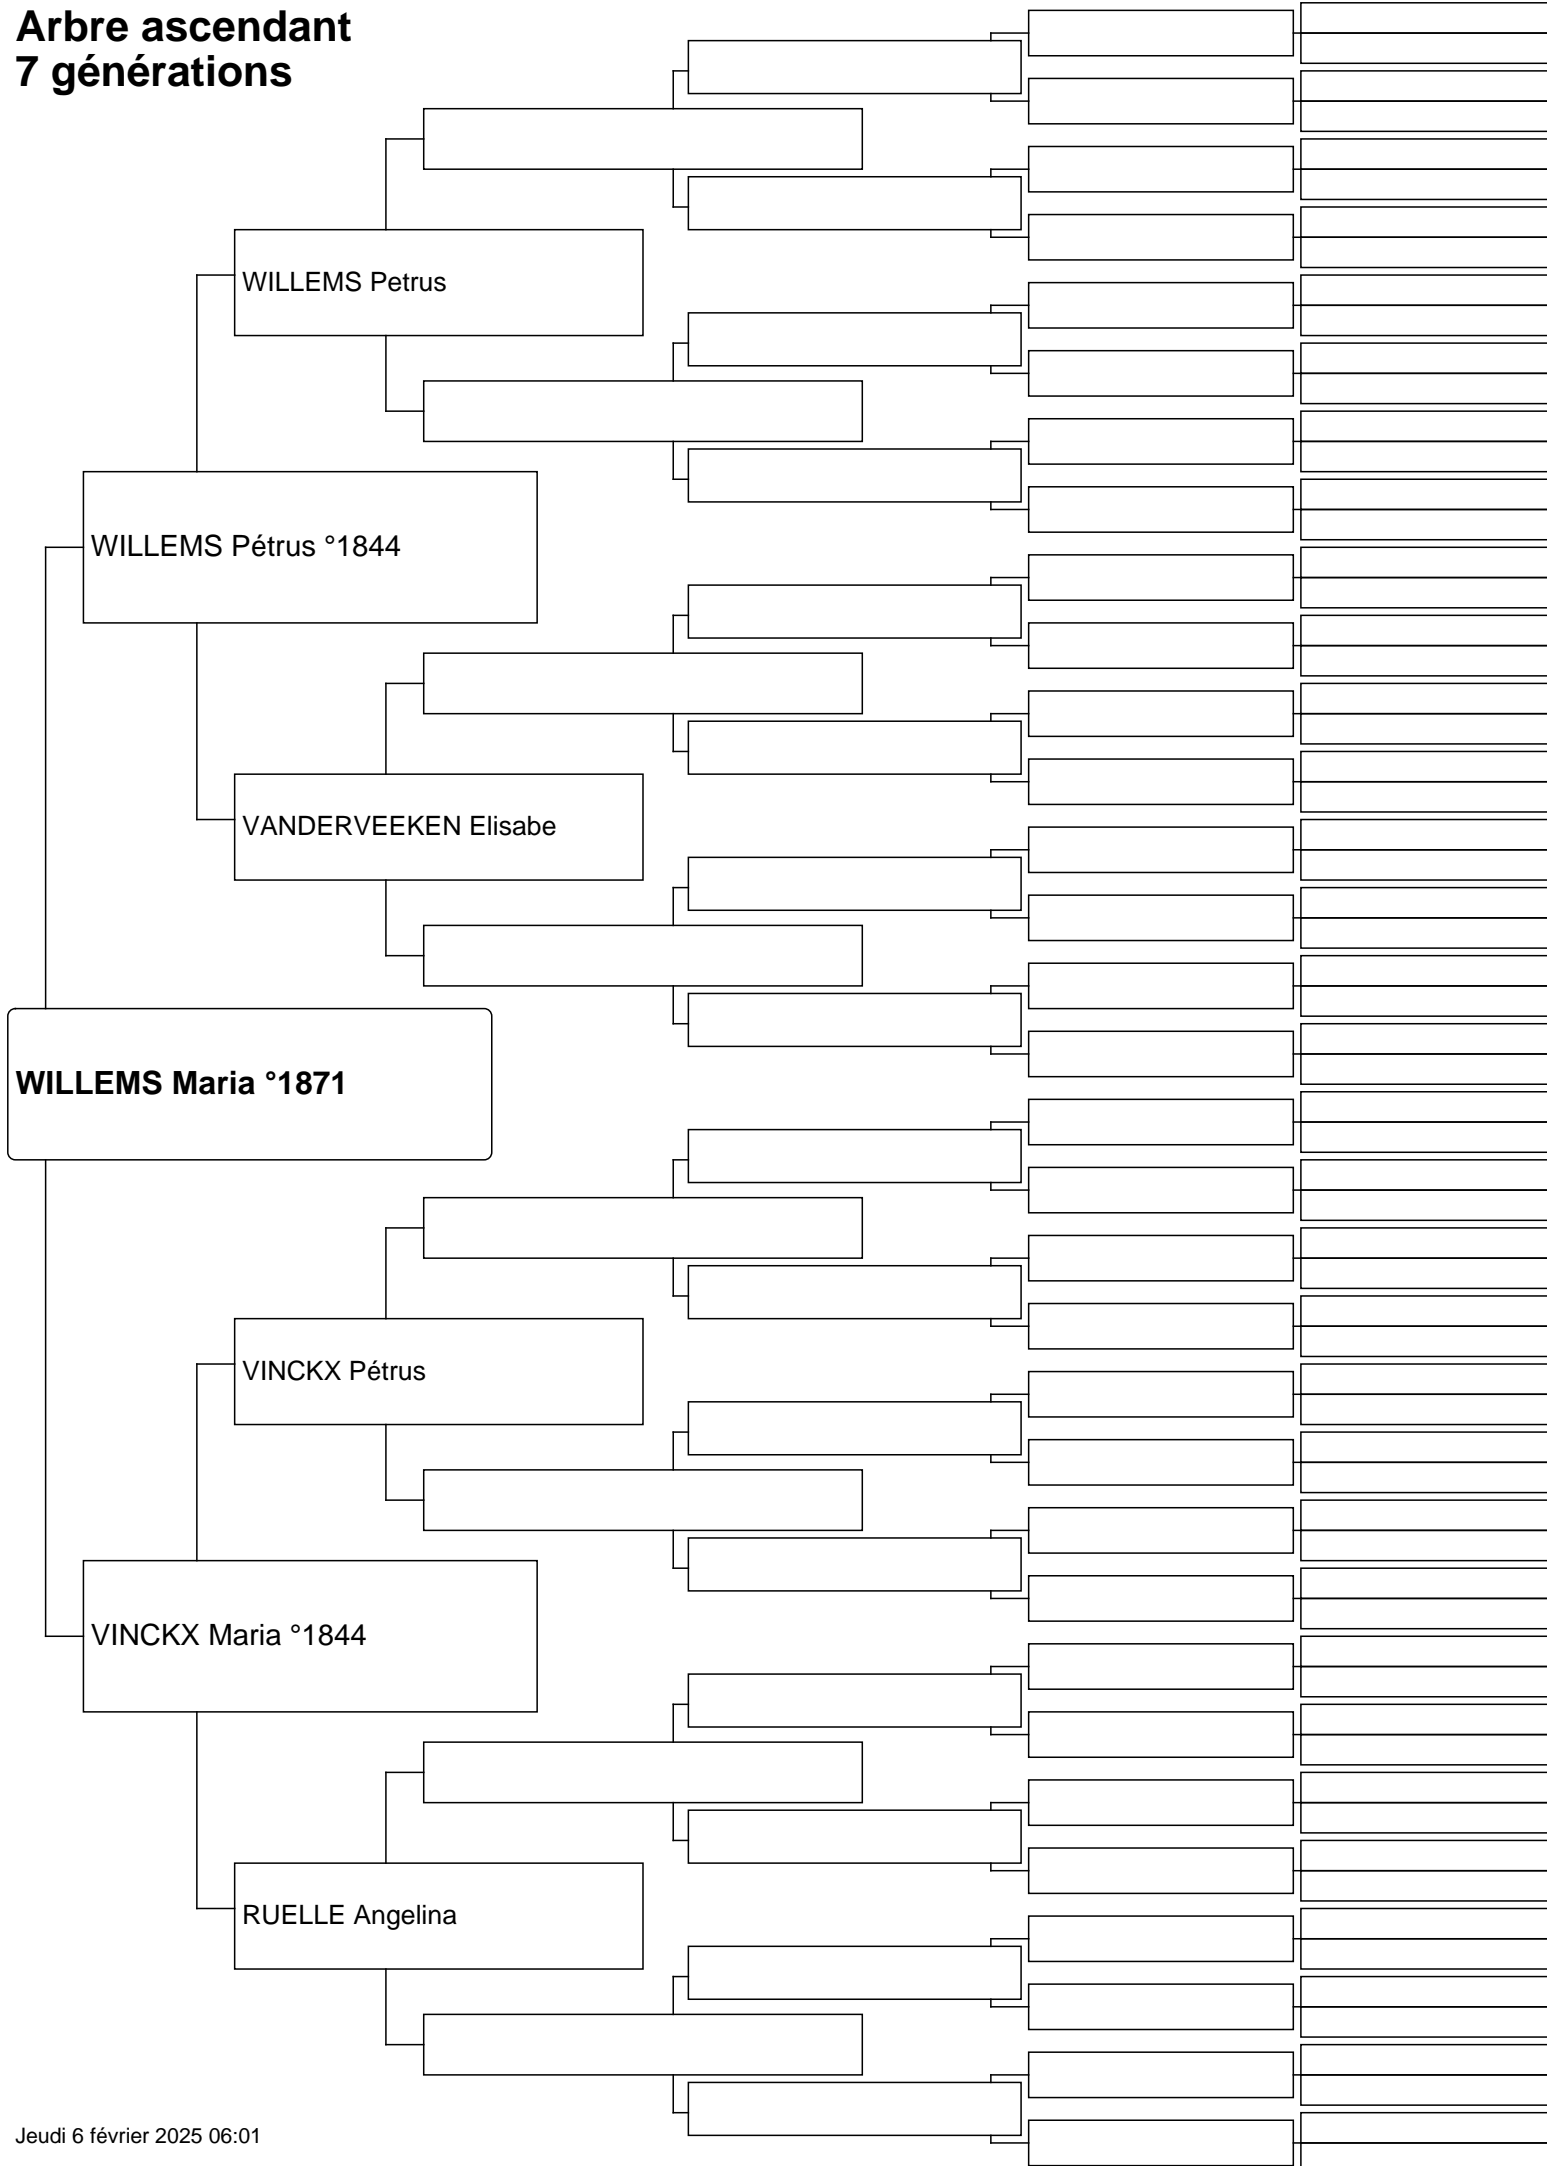 Arbre ascendant
7 générations
WILLEMS Petrus
WILLEMS Pétrus °1844
VANDERVEEKEN Elisabe
WILLEMS Maria °1871
VINCKX Pétrus
VINCKX Maria °1844
RUELLE Angelina
Jeudi 6 février 2025 06:01